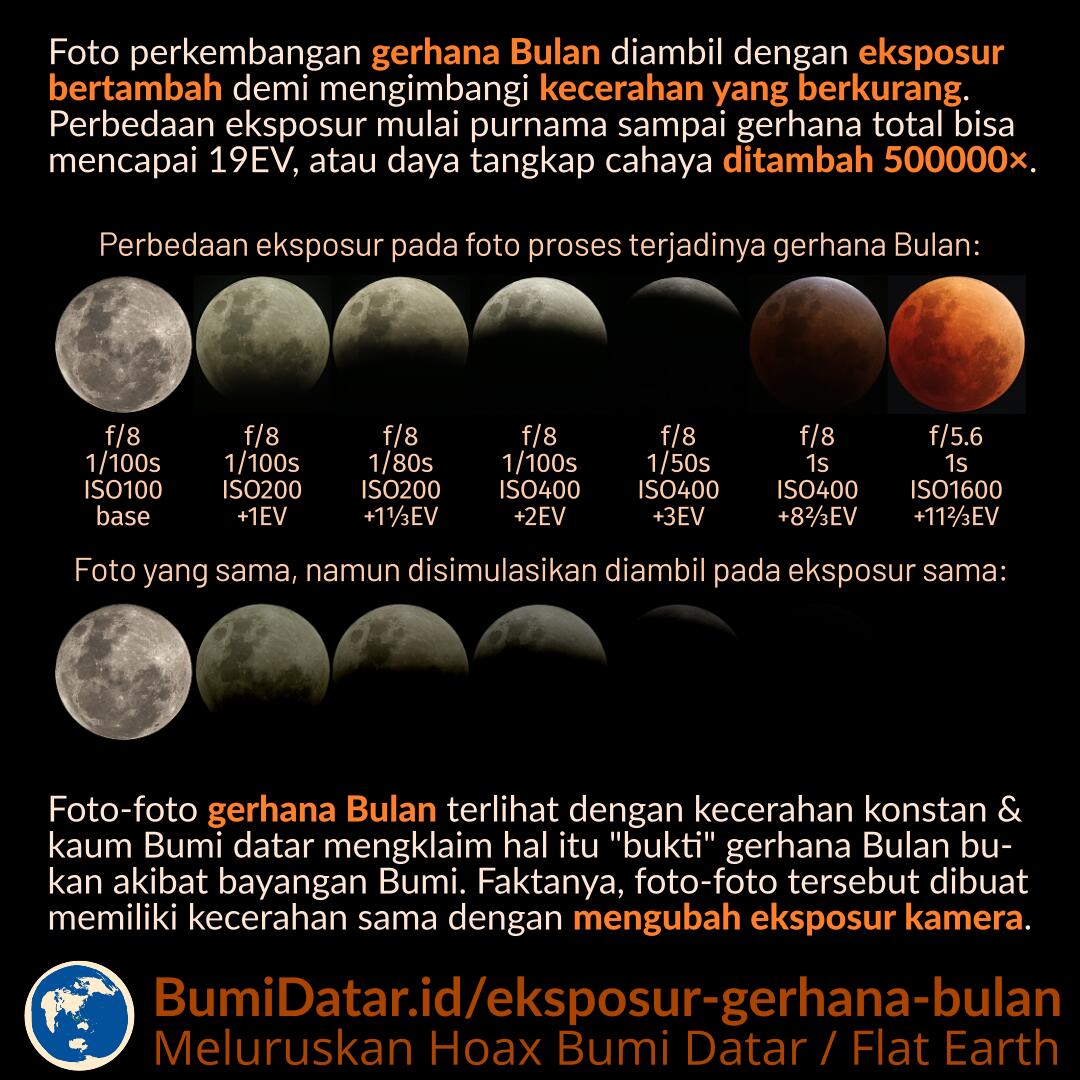 Foto perkembangan gerhana Bulan diambil dengan eksposur
bertambah demi mengimbangi kecerahan yang berkurang.
Perbedaan eksposur mulai purnama sampai gerhana total bisa
mencapai 19EV, atau daya tangkap cahaya ditambah 500000×.
Perbedaan eksposur pada foto proses terjadinya gerhana Bulan:
f/8 f/8 f/8 f/8 f/8 f/8 f/5.6
1/100s 1/100s 1/80s 1/100s 1/50s 1s 1s
ISO100 ISO200 ISO200 ISO400 ISO400 ISO400 ISO1600
base +1EV +1⅓EV +2EV +3EV +8⅔EV +11⅔EV
Foto yang sama, namun disimulasikan diambil pada eksposur sama:
Foto-foto gerhana Bulan terlihat dengan kecerahan konstan &
kaum Bumi datar mengklaim hal itu "bukti" gerhana Bulan bu-
kan akibat bayangan Bumi. Faktanya, foto-foto tersebut dibuat
memiliki kecerahan sama dengan mengubah eksposur kamera.
BumiDatar.id/eksposur-gerhana-bulan
Meluruskan Hoax Bumi Datar / Flat Earth